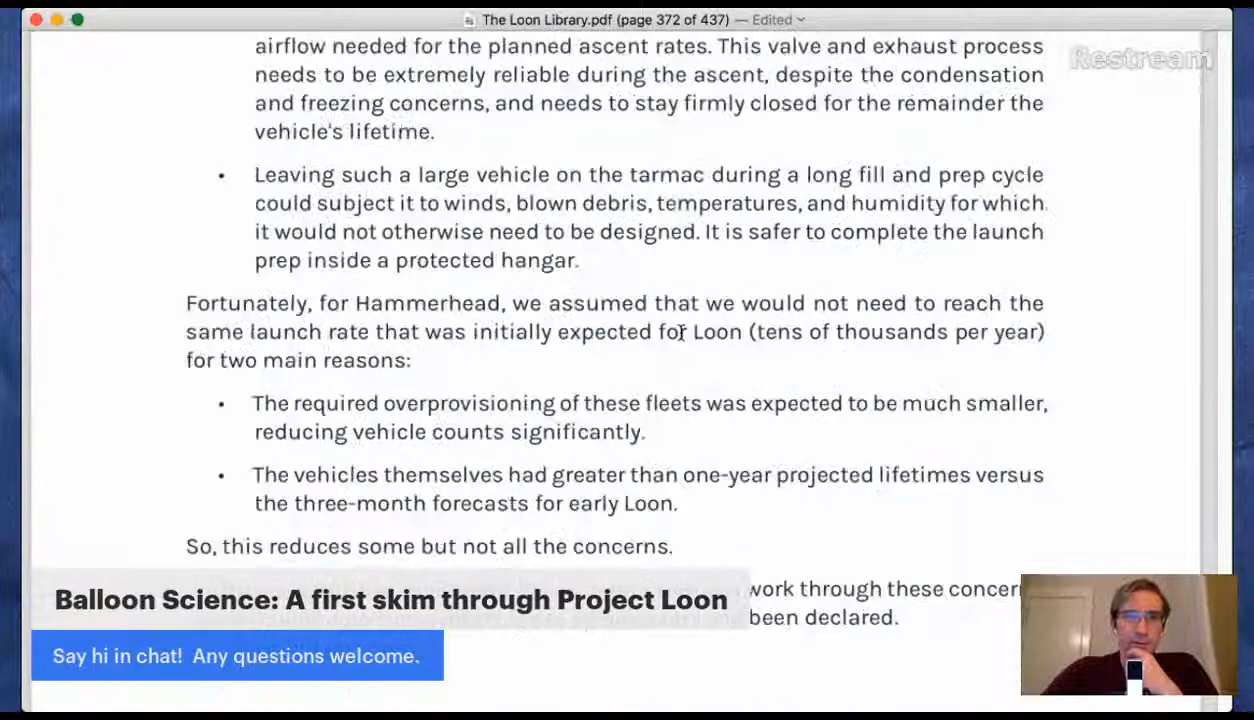 The Loon Library.pdf (page 372 of 437) — Edited
Restream
airflow needed for the planned ascent rates. This valve and exhaust process
needs to be extremely reliable during the ascent, despite the condensation
and freezing concerns, and needs to stay firmly closed for the remainder the
vehicle's lifetime.
• Leaving such a large vehicle on the tarmac during a long fill and prep cycle
could subject it to winds, blown debris, temperatures, and humidity for which
it would not otherwise need to be designed. It is safer to complete the launch
prep inside a protected hangar.
Fortunately, for Hammerhead, we assumed that we would not need to reach the
same launch rate that was initially expected for Loon (tens of thousands per year)
for two main reasons:
• The required overprovisioning of these fleets was expected to be much smaller,
reducing vehicle counts significantly.
• The vehicles themselves had greater than one-year projected lifetimes versus
the three-month forecasts for early Loon.
So, this reduces some but not all the concerns.
work through these concer
been declared.
Balloon Science: A first skim through Project Loon
Say hi in chat! Any questions welcome.